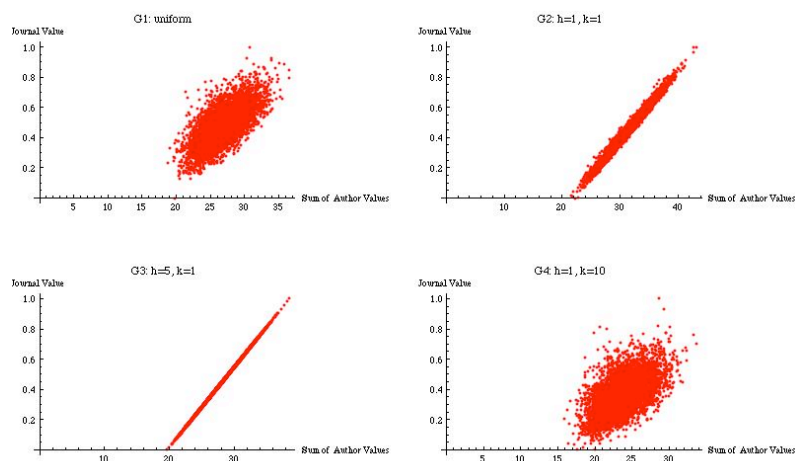 G1: uniform
Journal Value
1.0
0.8
0.6
0.4
0.2
5 10 15 20 25 30 35
Sum of Author Values
G2: h=1, k=1
Journal Value
1.0
0.8
0.6
0.4
0.2
10 20 30 40
Sum of Author Values
G3: h=5, k=1
Journal Value
1.0
0.8
0.6
0.4
0.2
10 20 30
Sum of Author Values
G4: h=1, k=10
Journal Value
1.0
0.8
0.6
0.4
0.2
5 10 15 20 25 30
Sum of Author Values